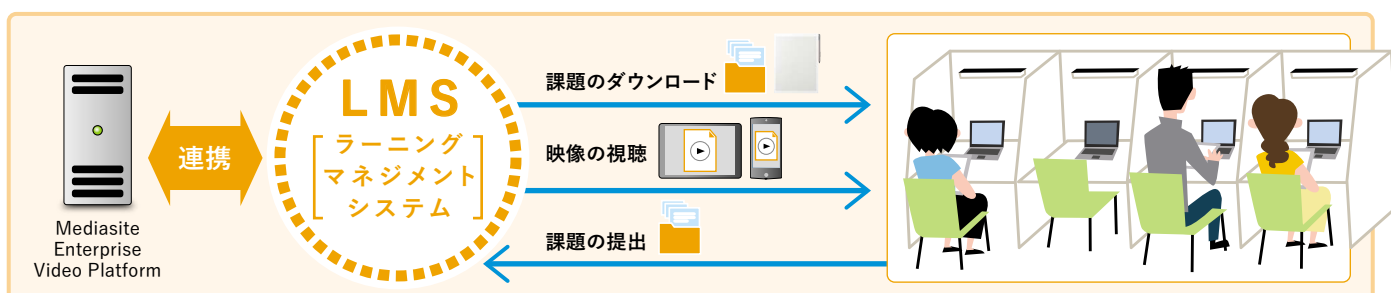 Mediasite
Enterprise
Video Platform
連携
LMS
ラーニング
マネジメント
システム
課題のダウンロード
映像の視聴
課題の提出